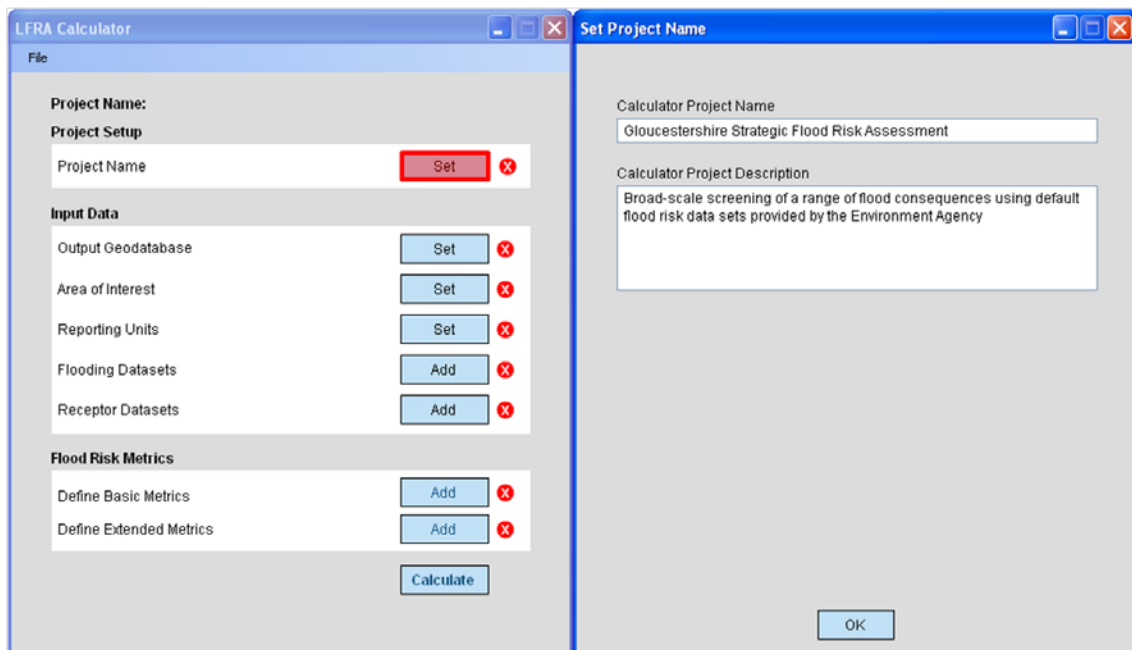 LFRA Calculator
File
Project Name:
Project Setup
Project Name Set
Input Data
Output Geodatabase Set
Area of Interest Set
Reporting Units Set
Flooding Datasets Add
Receptor Datasets Add
Flood Risk Metrics
Define Basic Metrics Add
Define Extended Metrics Add
Calculate
Set Project Name
Calculator Project Name
Gloucestershire Strategic Flood Risk Assessment
Calculator Project Description
Broad-scale screening of a range of flood consequences using default
flood risk data sets provided by the Environment Agency
OK